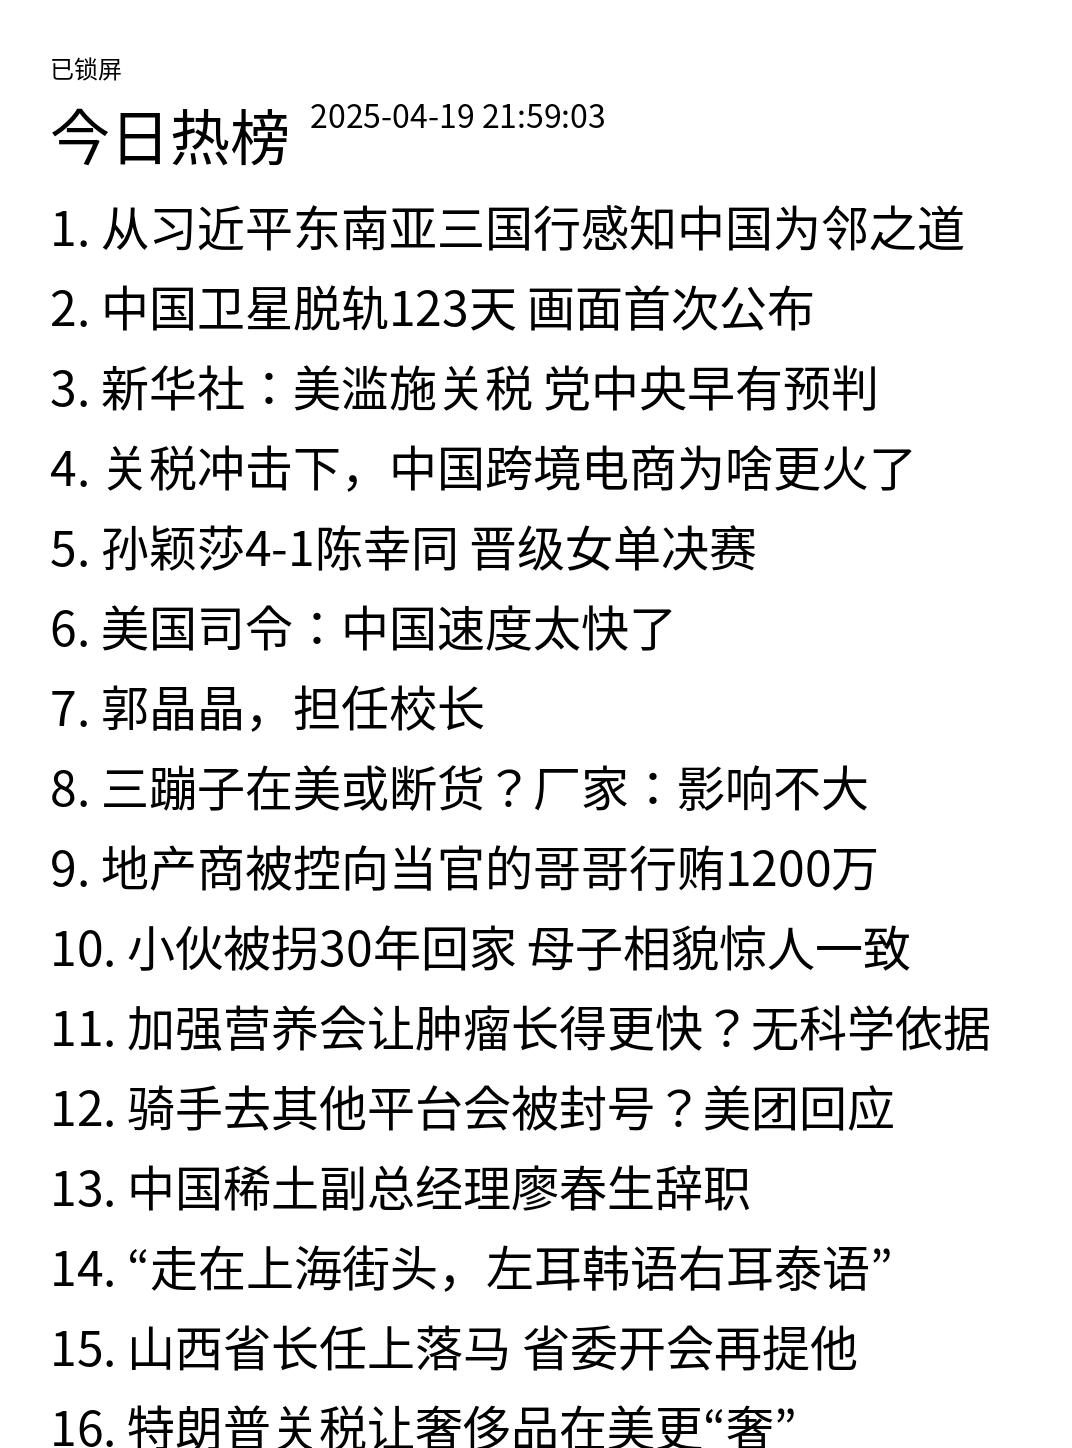 已锁屏
今日热榜 2025-04-19 21:59:03
1. 从习近平东南亚三国行感知中国为邻之道
2. 中国卫星脱轨123天 画面首次公布
3. 新华社：美滥施关税 党中央早有预判
4. 关税冲击下，中国跨境电商为啥更火了
5. 孙颖莎4-1陈幸同 晋级女单决赛
6. 美国司令：中国速度太快了
7. 郭晶晶，担任校长
8. 三蹦子在美或断货？厂家：影响不大
9. 地产商被控向当官的哥哥行贿1200万
10. 小伙被拐30年回家 母子相貌惊人一致
11. 加强营养会让肿瘤长得更快？无科学依据
12. 骑手去其他平台会被封号？美团回应
13. 中国稀土副总经理廖春生辞职
14. “走在上海街头，左耳韩语右耳泰语”
15. 山西省长任上落马 省委开会再提他
16. 特朗普关税让奢侈品在美更“奢”